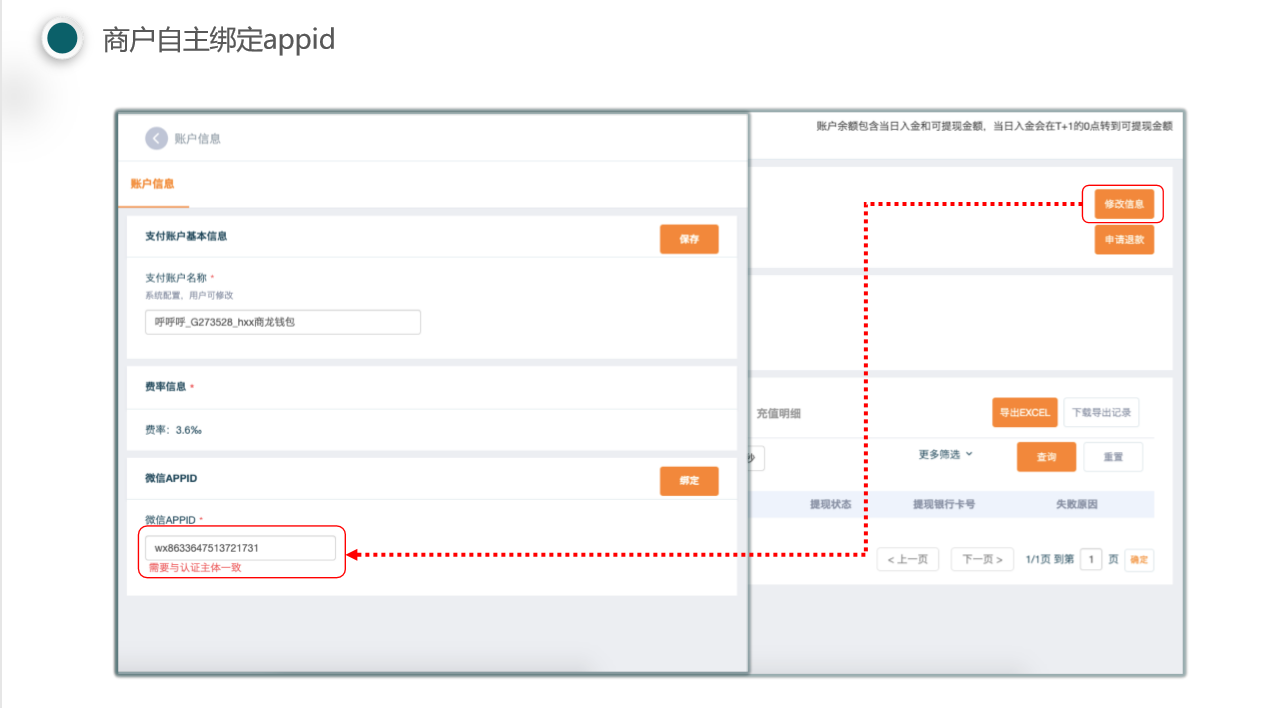 商户自主绑定appid
账户信息
账户信息
支付账户基本信息
保存
支付账户名称 *
系统配置，用户可修改
呼呼呼_G273528_hxx商龙钱包
费率信息 *
费率：3.6‰
微信APPID
绑定
微信APPID *
wx8633647513721731
需要与认证主体一致
账户余额包含当日入金和可提现金额，当日入金会在T+1的0点转到可提现金额
修改信息
申请退款
充值明细
导出EXCEL
下载导出记录
更多筛选
查询
重置
提现状态
提现银行卡号
失败原因
< 上一页
下一页 >
1/1页 到第 1 页 确定